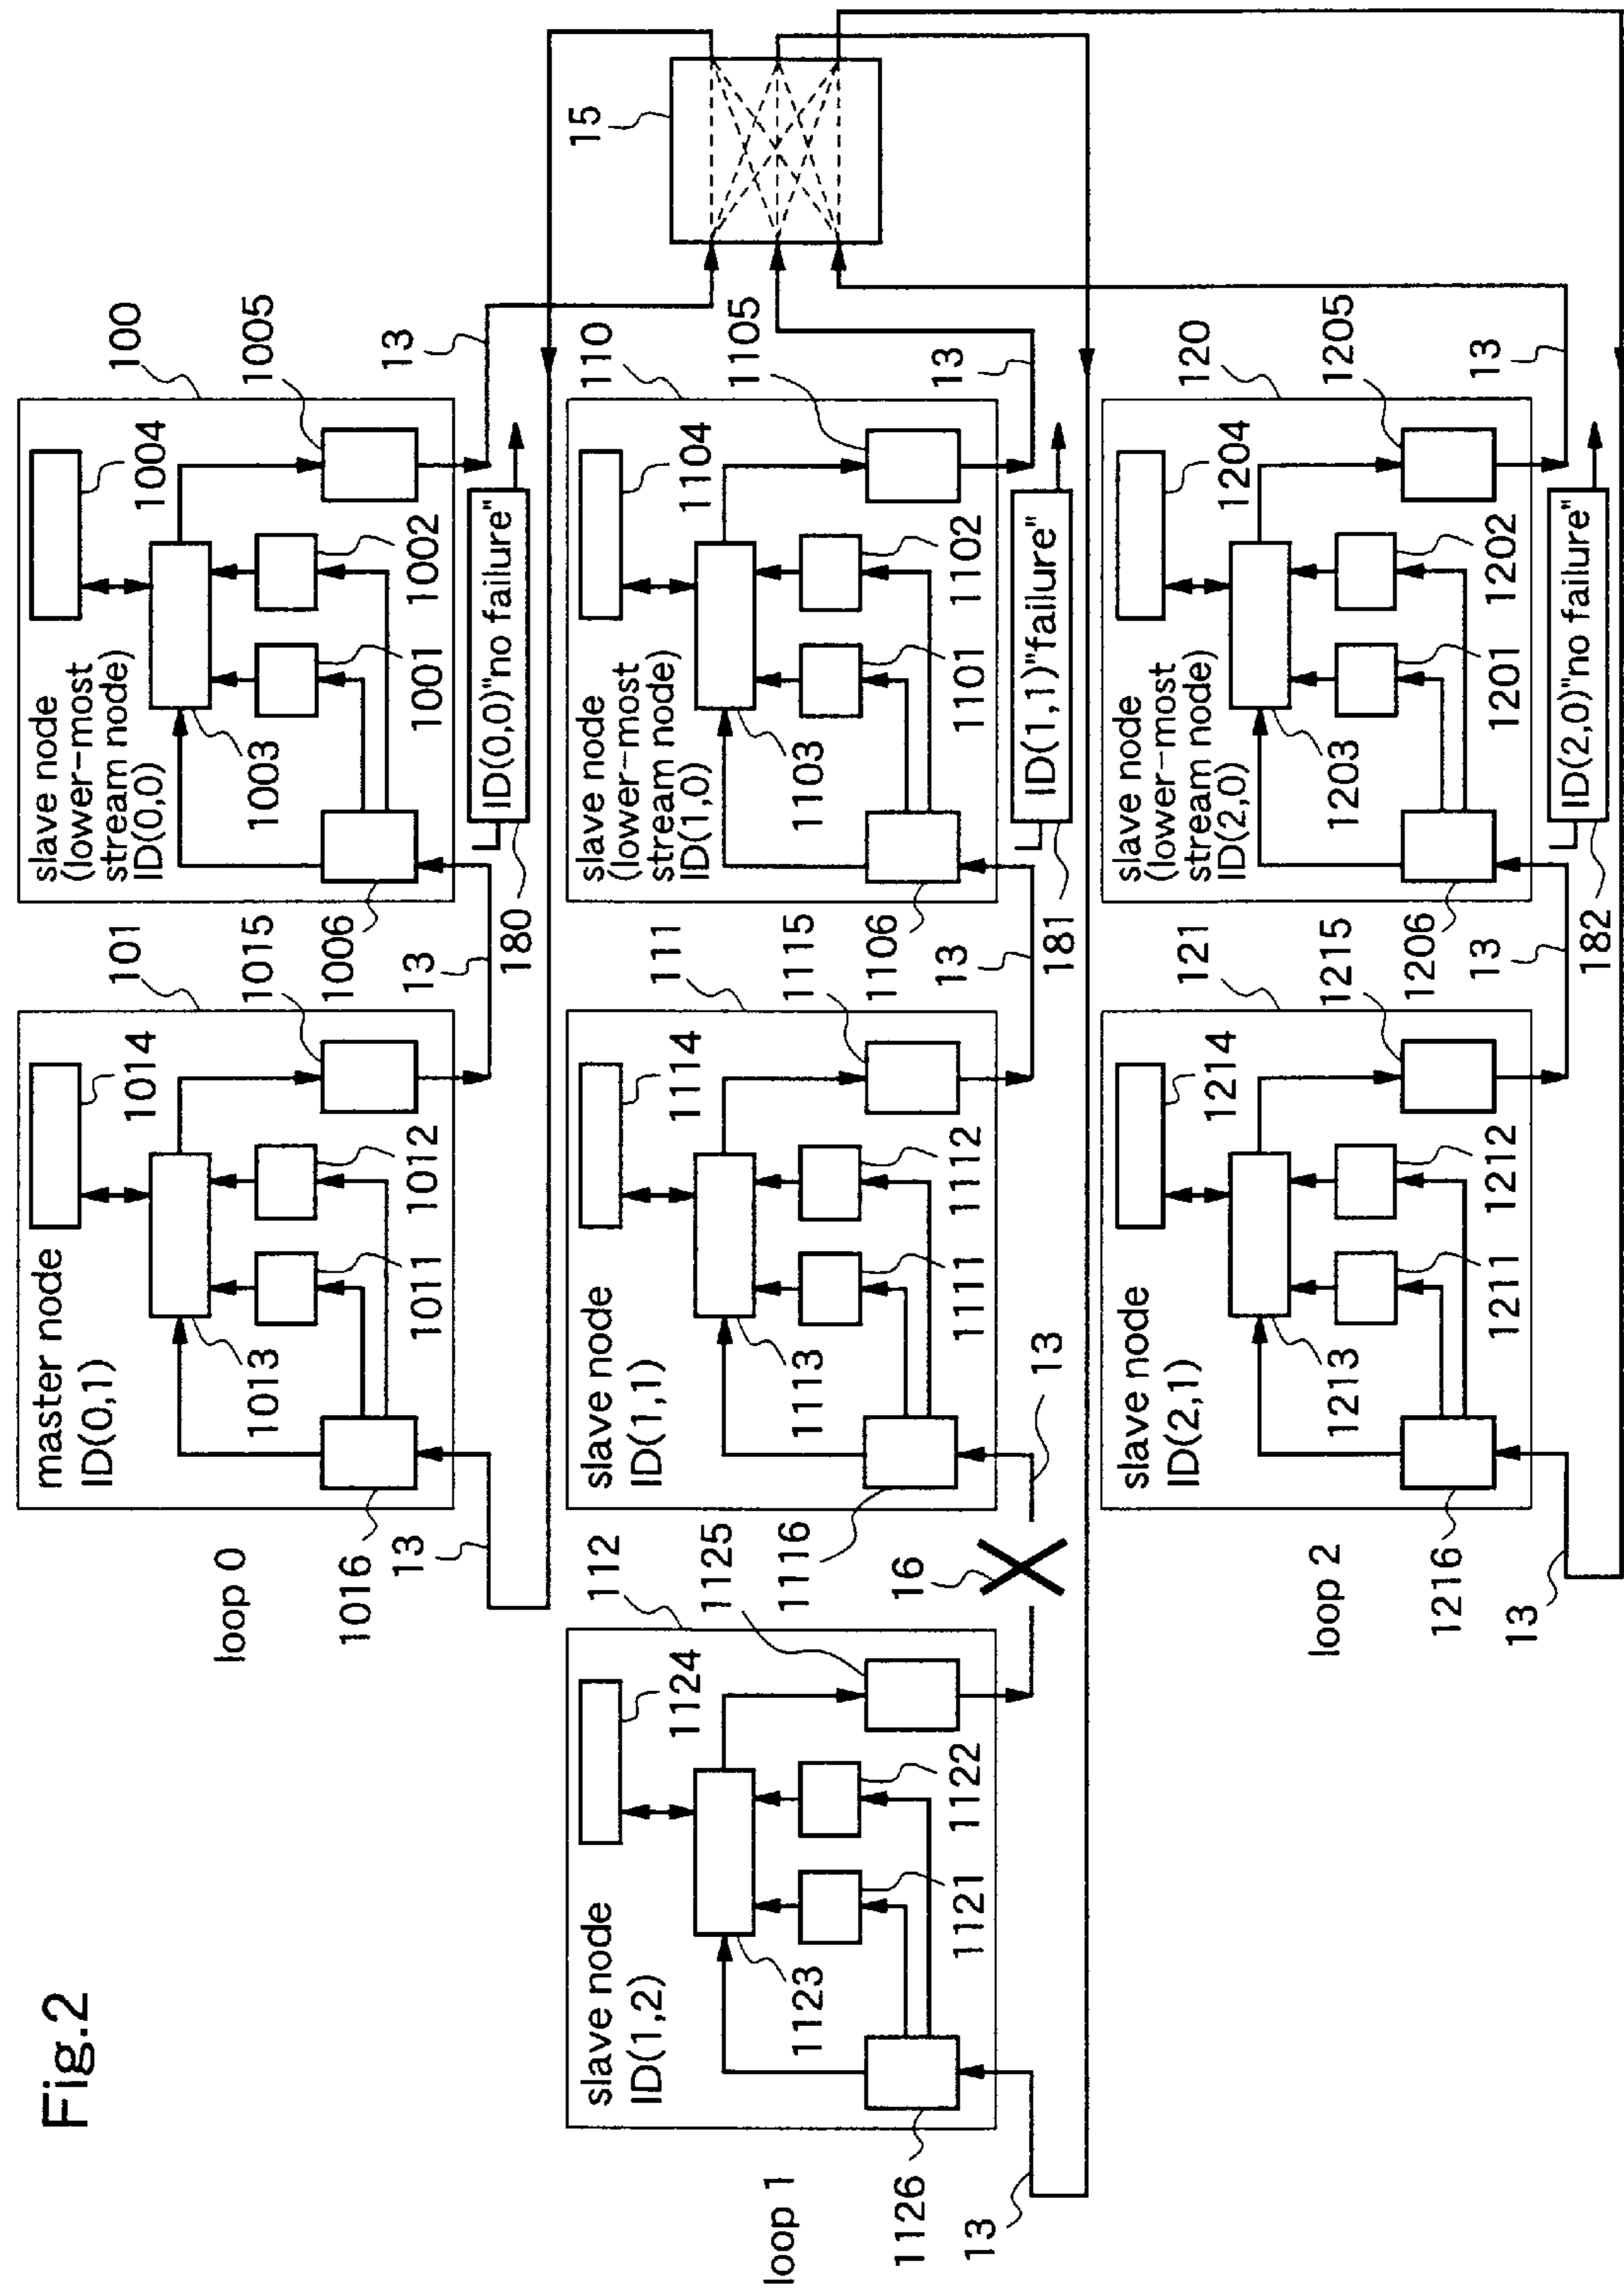 Fig.2
loop 0
master node
ID(0,1)
101
1014
1013
1011
1012
1015
1016
13
13
slave node
(lower-most
stream node)
ID(0,0)
100
1004
1003
1001
1002
1005
1006
13
ID(0,0)"no failure"
180
15
loop 1
slave node
ID(1,2)
112
1124
1123
1121
1122
1125
1126
13
16
13
slave node
ID(1,1)
111
1114
1113
1111
1112
1115
1116
13
slave node
(lower-most
stream node)
ID(1,0)
110
1104
1103
1101
1102
1105
1106
13
ID(1,1)"failure"
181
loop 2
slave node
ID(2,1)
121
1214
1213
1211
1212
1215
1216
13
13
slave node
(lower-most
stream node)
ID(2,0)
120
1204
1203
1201
1202
1205
1206
13
ID(2,0)"no failure"
182